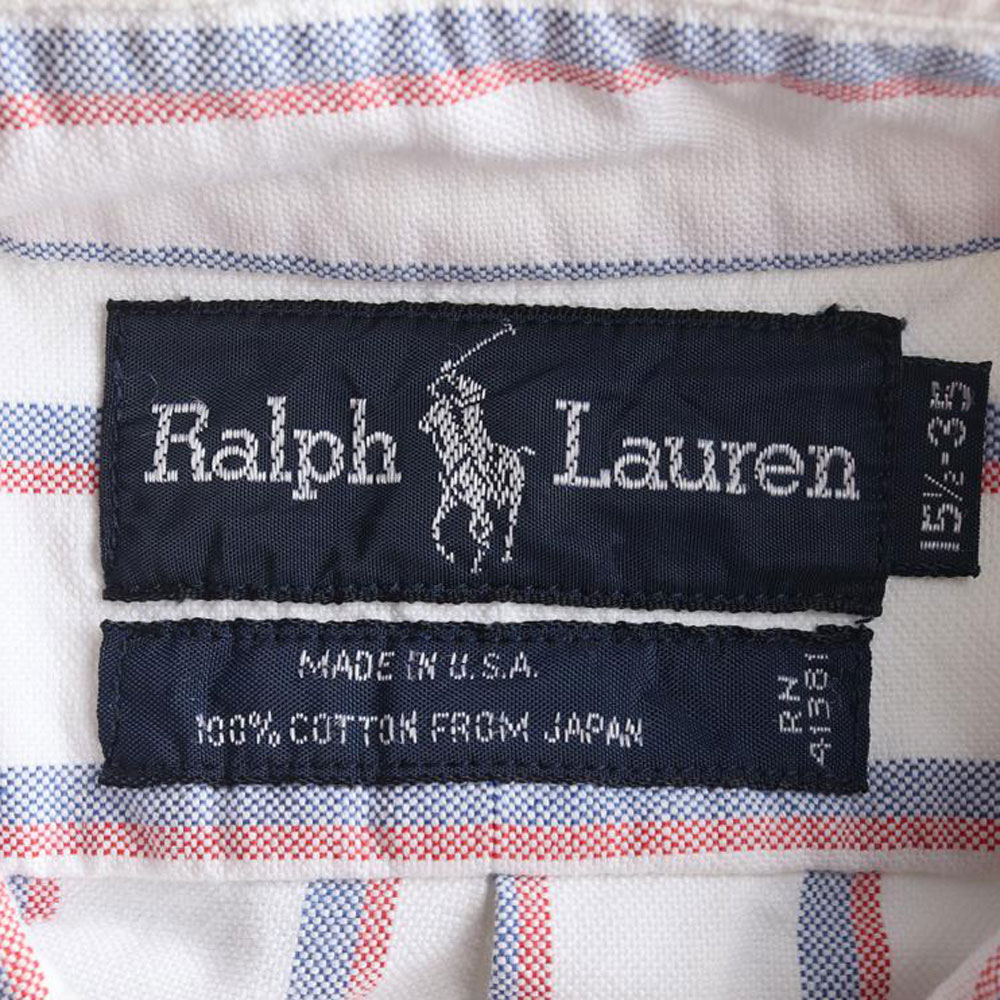 Ralph Lauren
15½-35
MADE IN U.S.A.
100% COTTON FROM JAPAN
RN
41381